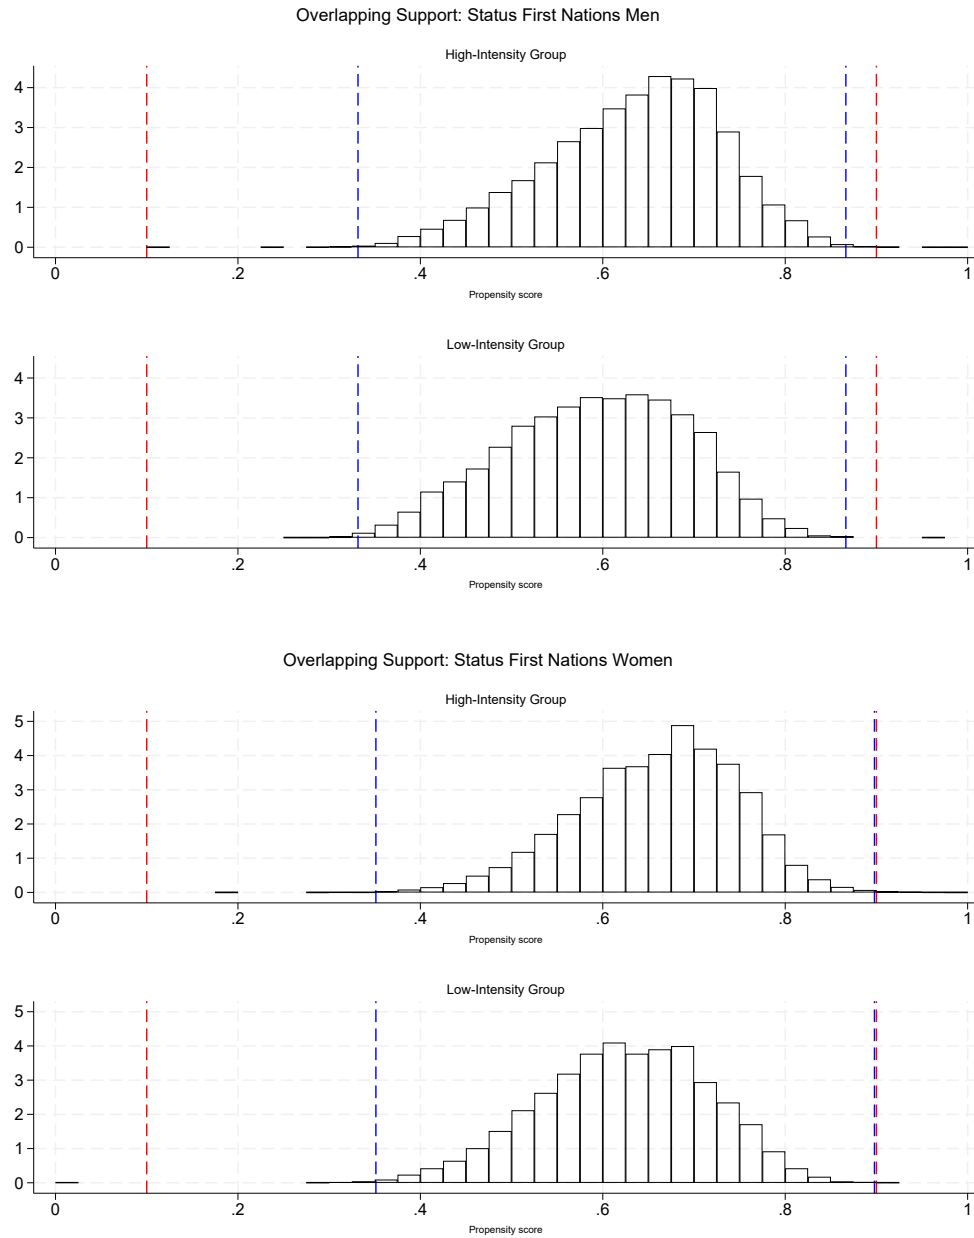 Overlapping Support: Status First Nations Men
High-Intensity Group
4
3
2
1
0
0 .2 .4 .6 .8 1
Propensity score
Low-Intensity Group
4
3
2
1
0
0 .2 .4 .6 .8 1
Propensity score
Overlapping Support: Status First Nations Women
High-Intensity Group
5
4
3
2
1
0
0 .2 .4 .6 .8 1
Propensity score
Low-Intensity Group
5
4
3
2
1
0
0 .2 .4 .6 .8 1
Propensity score